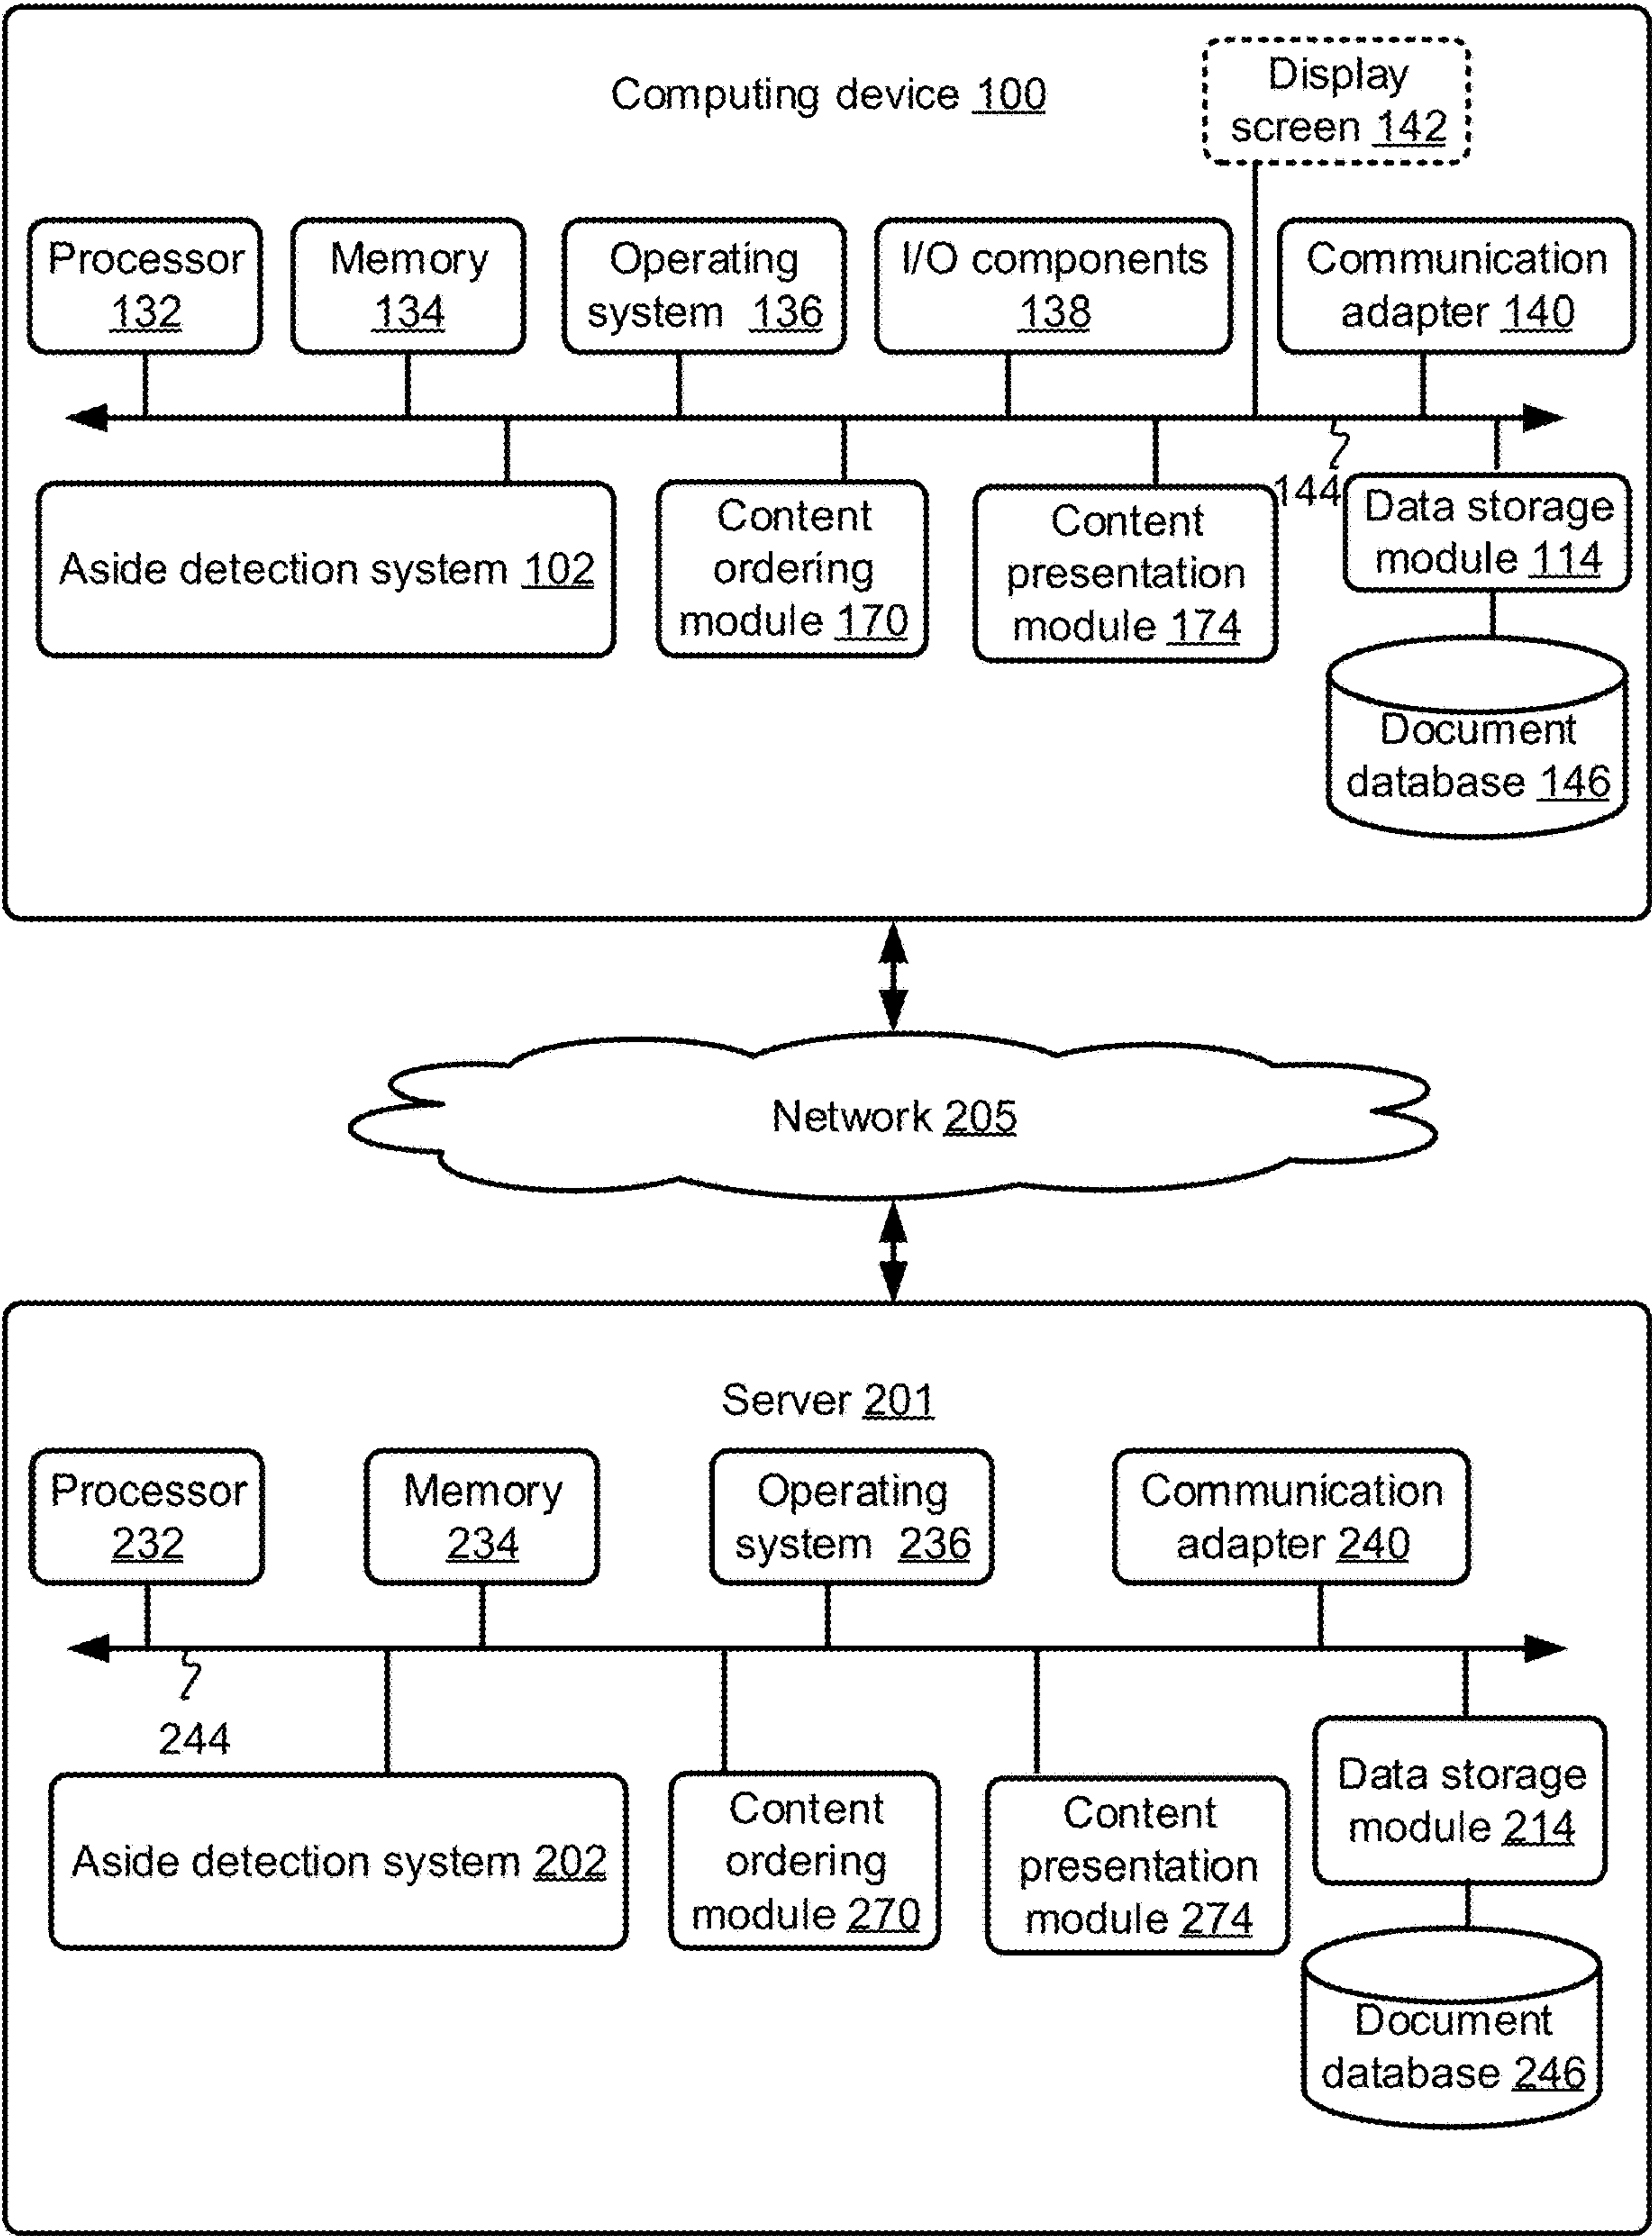 Computing device 100
Display
screen 142
Processor
132
Memory
134
Operating
system 136
I/O components
138
Communication
adapter 140
144
Aside detection system 102
Content
ordering
module 170
Content
presentation
module 174
Data storage
module 114
Document
database 146
Network 205
Server 201
Processor
232
Memory
234
Operating
system 236
Communication
adapter 240
244
Aside detection system 202
Content
ordering
module 270
Content
presentation
module 274
Data storage
module 214
Document
database 246